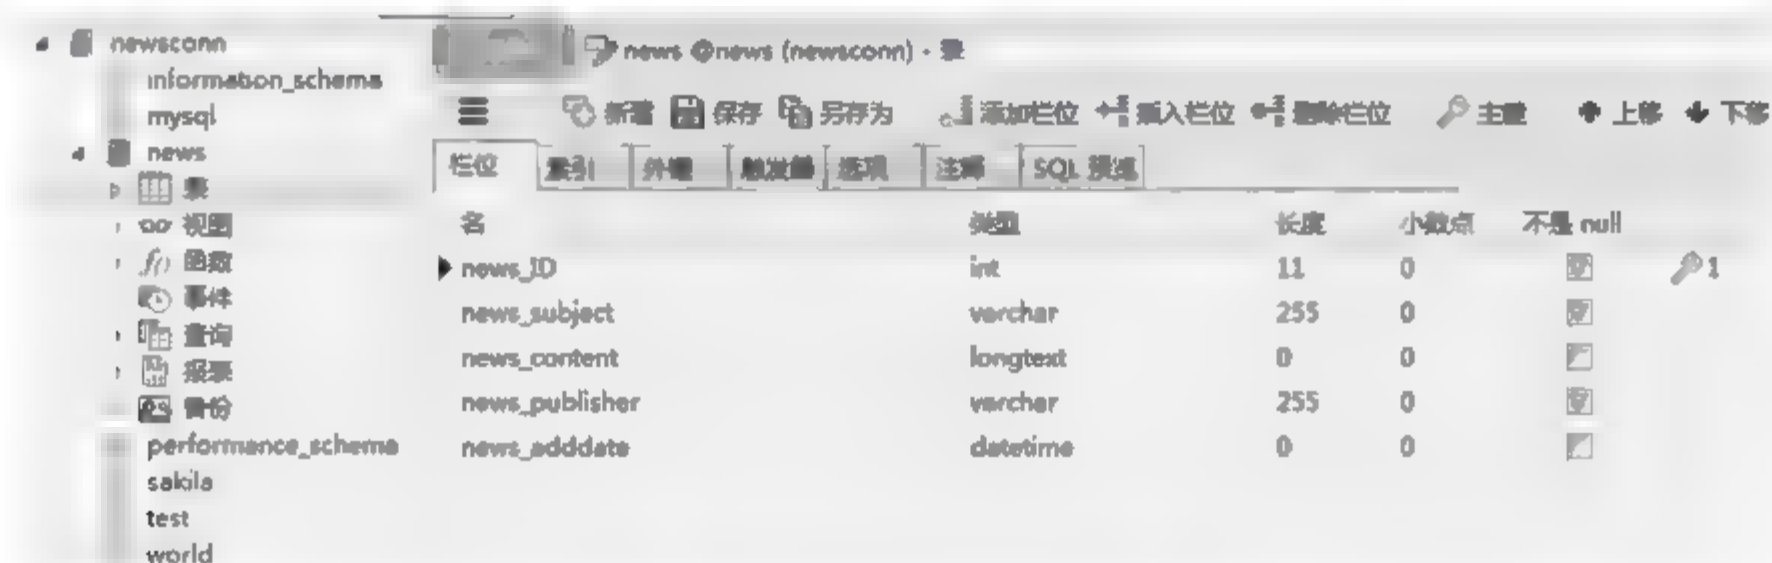 newsconn
information_schema
mysql
news
表
视图
f() 函数
事件
查询
报表
备份
performance_schema
sakila
test
world
news @news (newsconn) - 表
新建 保存 另存为 添加栏位 插入栏位 删除栏位 主键 上移 下移
栏位 索引 外键 触发器 选项 注释 SQL 预览
名 类型 长度 小数点 不是 null
news_ID int 11 0 1
news_subject varchar 255 0
news_content longtext 0 0
news_publisher varchar 255 0
news_adddate datetime 0 0